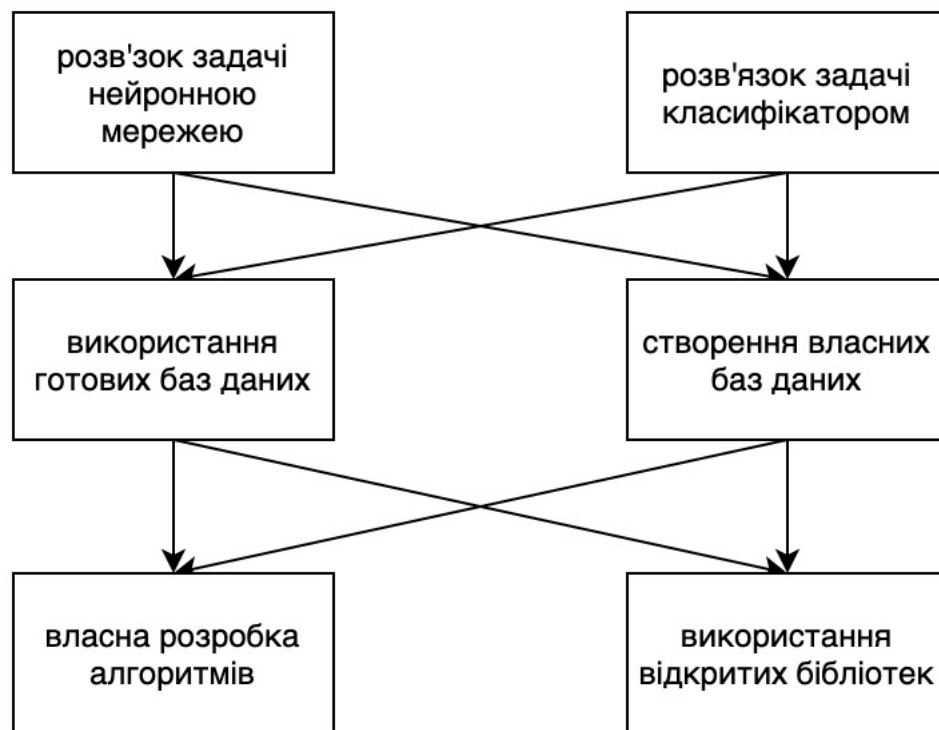 розв'зок задачі
нейронною
мережею
розв'язок задачі
класифікатором
використання
готових баз даних
створення власних
баз даних
власна розробка
алгоритмів
використання
відкритих бібліотек